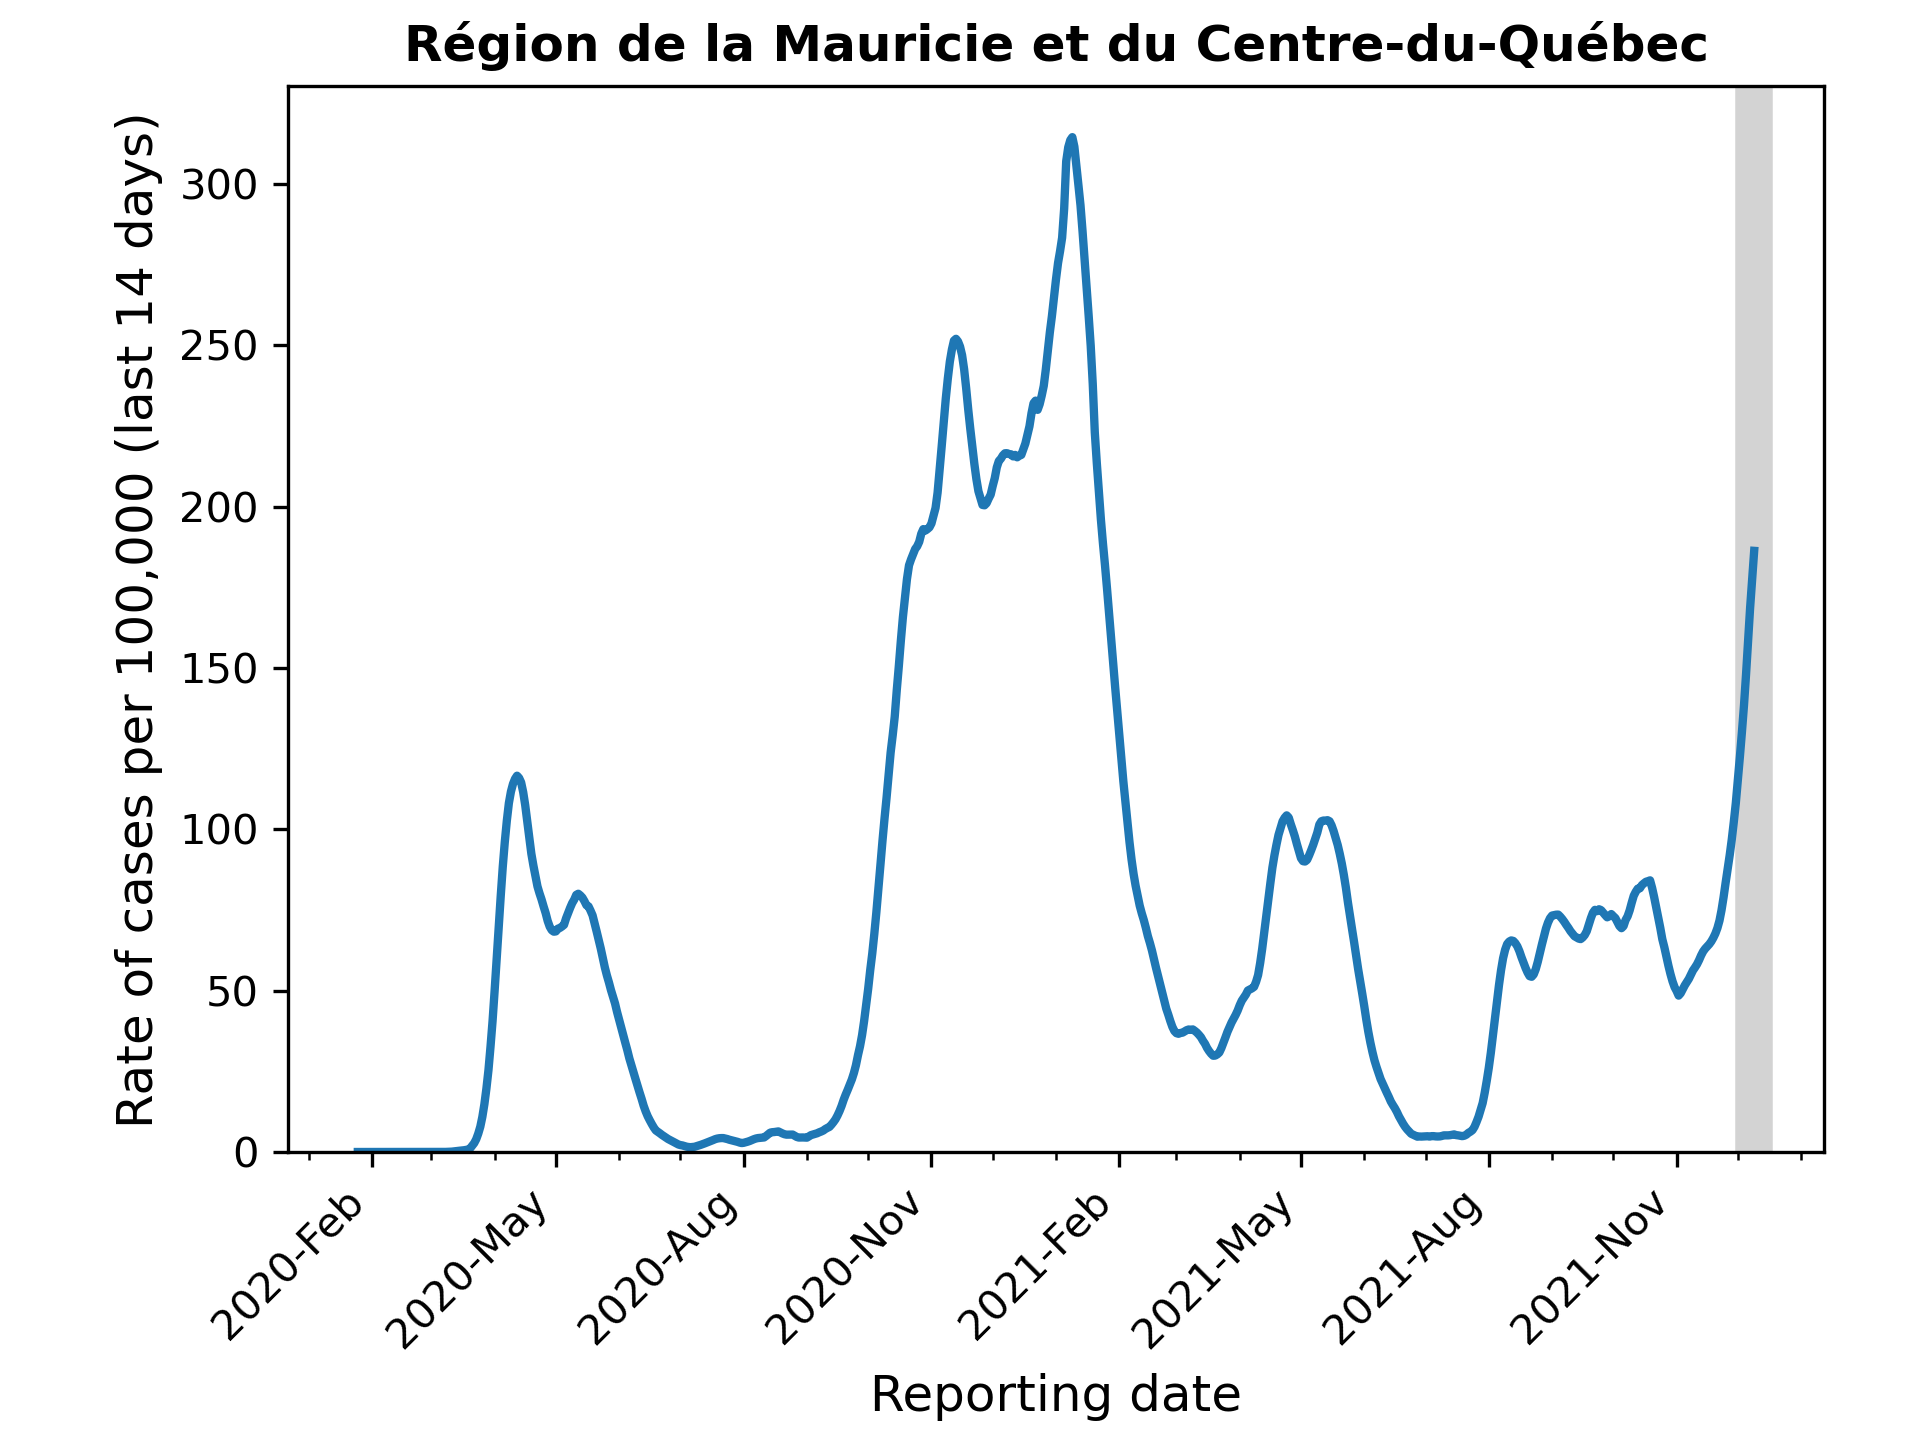 Région de la Mauricie et du Centre-du-Québec
Rate of cases per 100,000 (last 14 days)
300
250
200
150
100
50
0
2020-Feb
2020-May
2020-Aug
2020-Nov
2021-Feb
2021-May
2021-Aug
2021-Nov
Reporting date